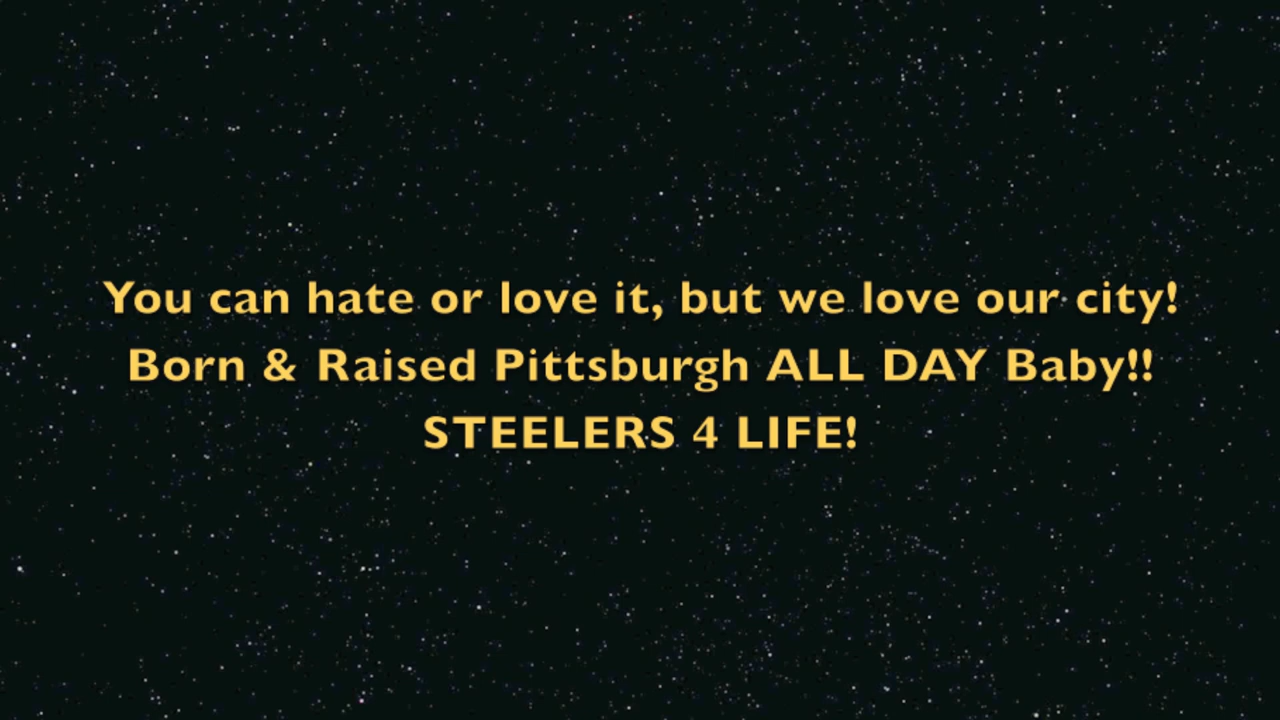 You can hate or love it, but we love our city!
Born & Raised Pittsburgh ALL DAY Baby!!
STEELERS 4 LIFE!